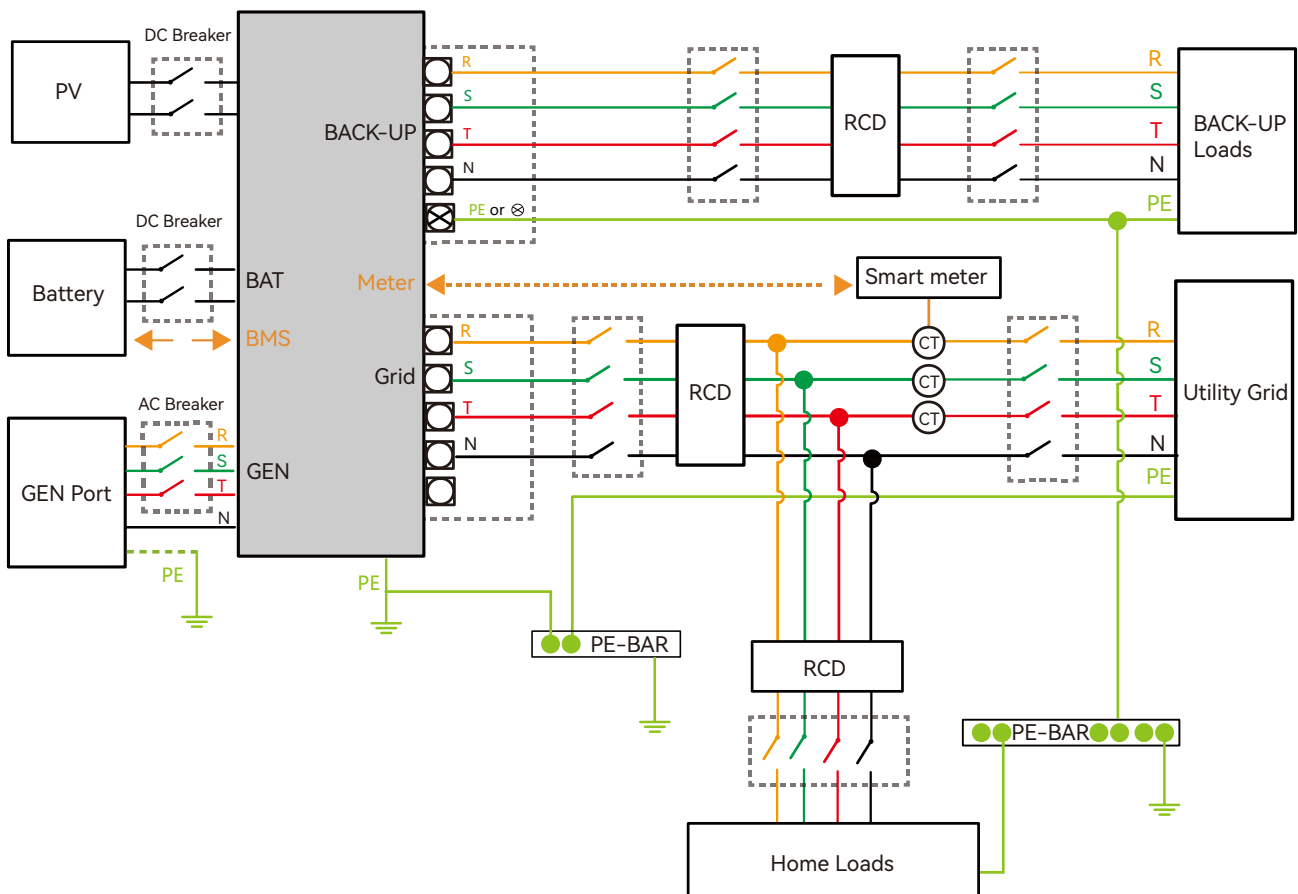 DC Breaker
PV
BACK-UP
R
S
T
N
PE or ⊗
RCD
R
S
T
N
PE
BACK-UP
Loads
DC Breaker
Battery
BAT
BMS
Meter
Smart meter
Grid
R
S
T
N
RCD
CT
CT
CT
R
S
T
N
PE
Utility Grid
AC Breaker
GEN Port
R
S
T
N
GEN
PE
PE
PE-BAR
RCD
PE-BAR
Home Loads